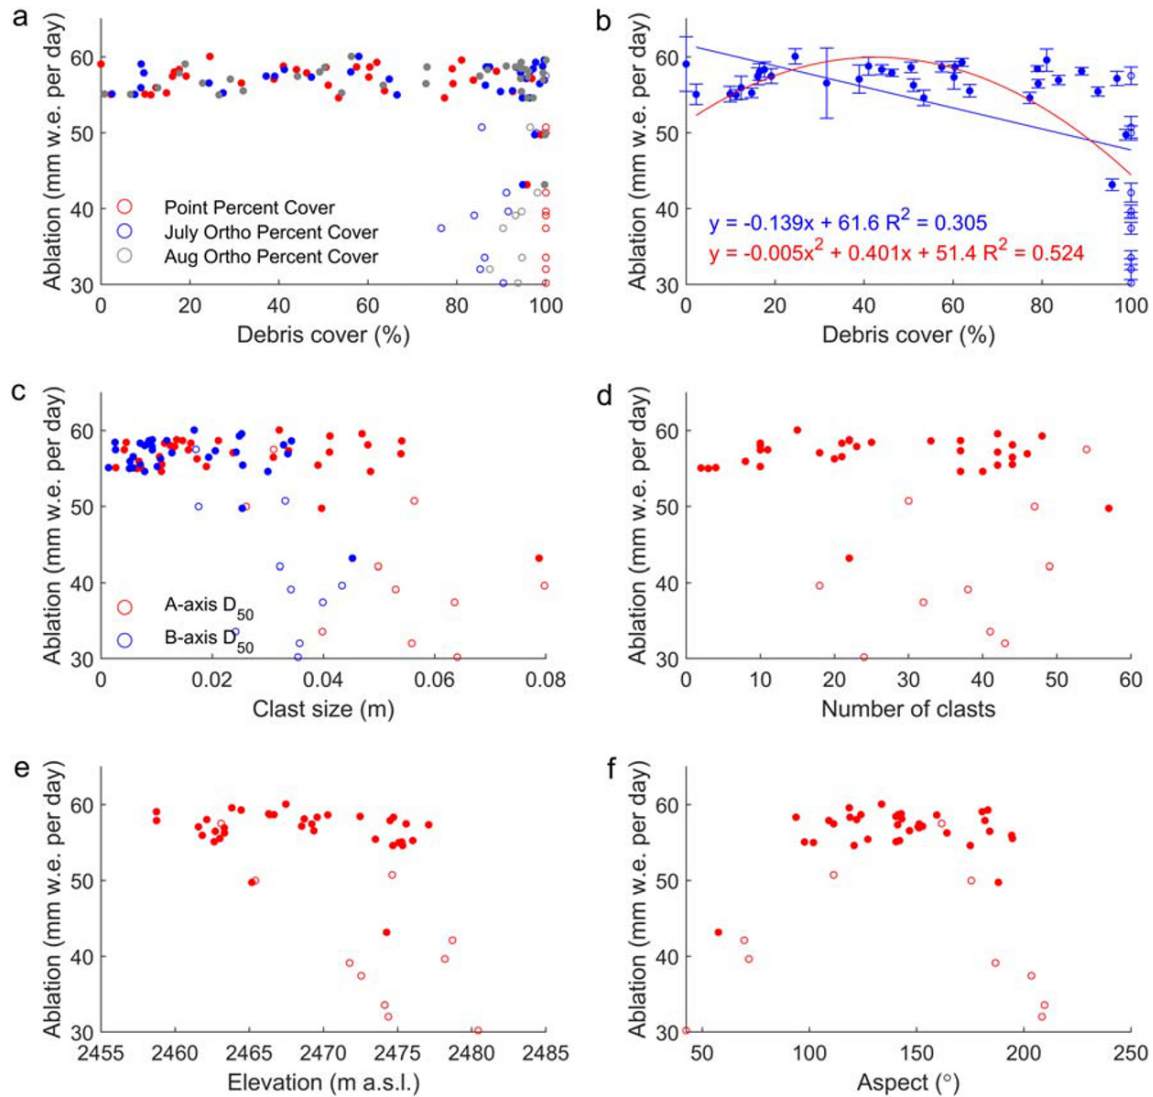 a
Ablation (mm w.e. per day)
60
50
40
30
Point Percent Cover
July Ortho Percent Cover
Aug Ortho Percent Cover
0 20 40 60 80 100
Debris cover (%)
b
Ablation (mm w.e. per day)
60
50
40
30
y = -0.139x + 61.6 R² = 0.305
y = -0.005x² + 0.401x + 51.4 R² = 0.524
0 20 40 60 80 100
Debris cover (%)
c
Ablation (mm w.e. per day)
60
50
40
30
A-axis D₅₀
B-axis D₅₀
0 0.02 0.04 0.06 0.08
Clast size (m)
d
Ablation (mm w.e. per day)
60
50
40
30
0 10 20 30 40 50 60
Number of clasts
e
Ablation (mm w.e. per day)
60
50
40
30
2455 2460 2465 2470 2475 2480 2485
Elevation (m a.s.l.)
f
Ablation (mm w.e. per day)
60
50
40
30
50 100 150 200 250
Aspect (°)